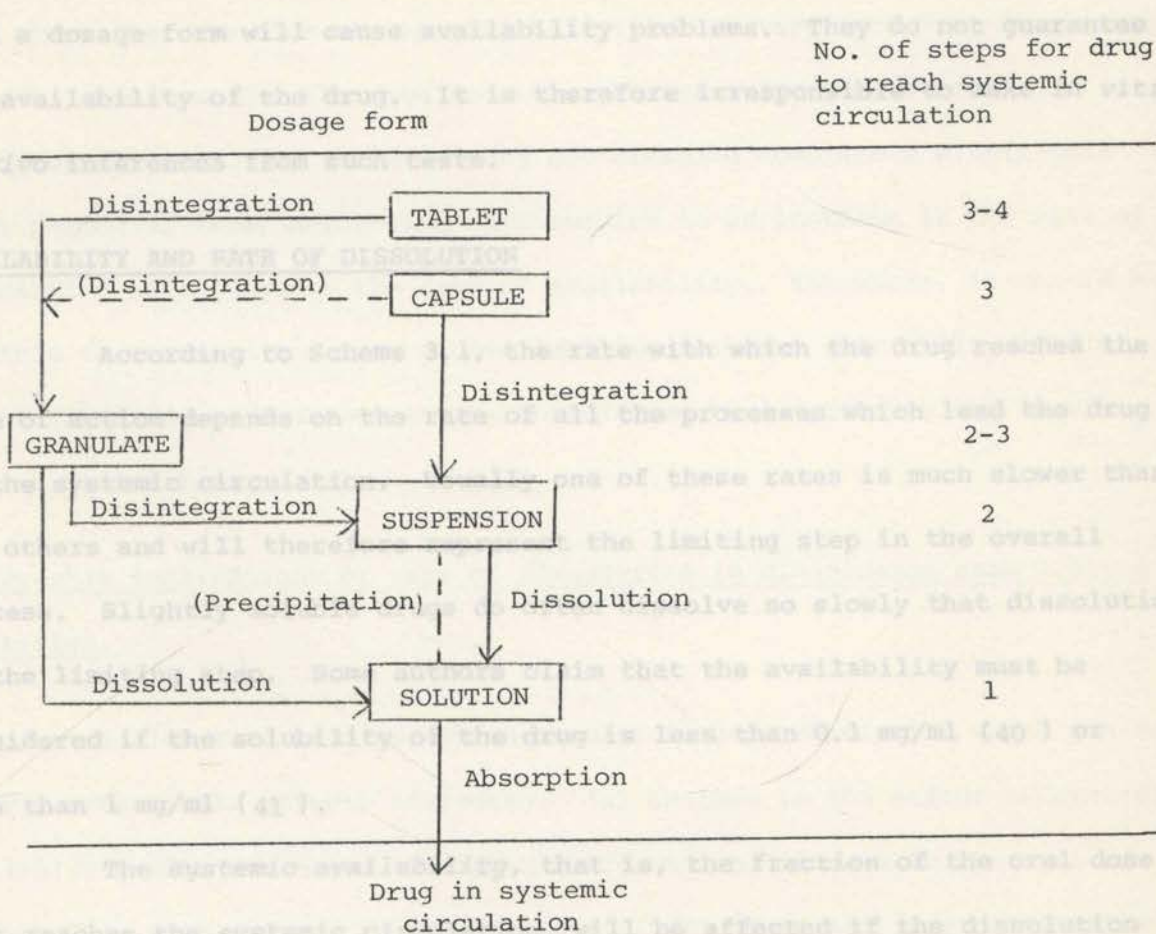 a dosage form will cause availability problems. They do not guarantee
No. of steps for drug
to reach systemic
circulation
availability of the drug. It is therefore irresponsible to make in
Dosage form
inferences from such tests.
Disintegration
TABLET
3-4
AND RATE OF DISSOLUTION
(Disintegration)
CAPSULE
3
According to Scheme 3.1, the rate with which the drug reaches the
Disintegration
of action depends on the rate of all the processes which lead the drug
GRANULATE
2-3
the systemic circulation. Usually one of these rates is much slower than
Disintegration
SUSPENSION
2
others and will therefore represent the limiting step in the overall
(Precipitation)
Dissolution
Slightly soluble drugs do often dissolve so slowly that
the limiting step. Some authors claim that the availability must be
Dissolution
SOLUTION
1
if the solubility of the drug is less than 0.1 mg/ml (40) or
Absorption
than 1 mg/ml (41).
The systemic availability, that is, the fraction of the oral dose
Drug in systemic
circulation
reaches the systemic will be affected if the dissolution